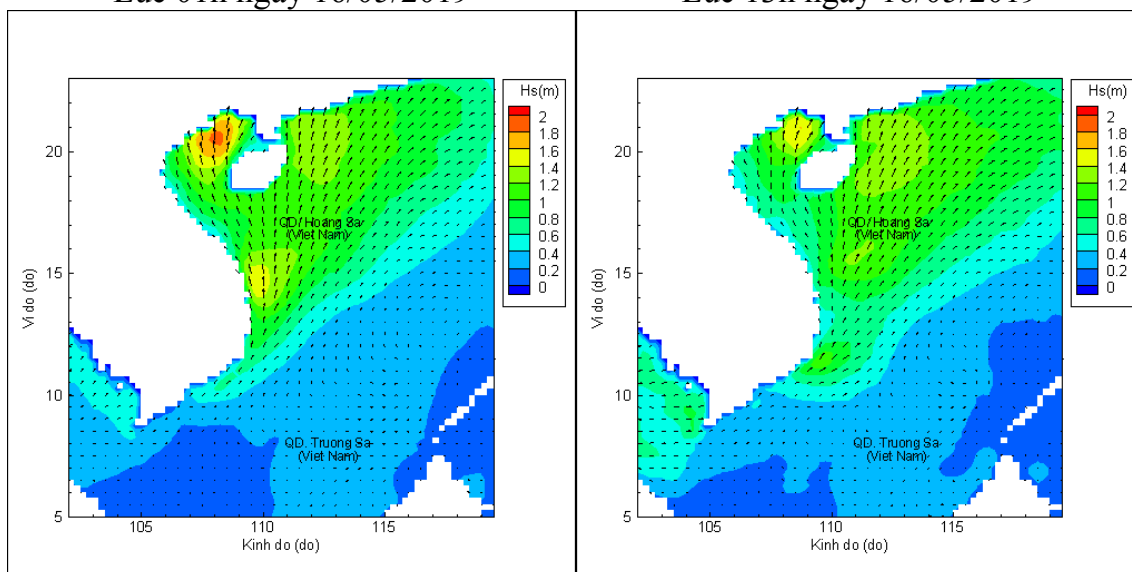 Hs(m)
2
1.8
1.6
1.4
1.2
1
0.8
0.6
0.4
0.2
0
20
15
10
5
105
110
115
Vi do (do)
Kinh do (do)
QD. Hoang Sa
(Viet Nam)
QD. Truong Sa
(Viet Nam)
Hs(m)
2
1.8
1.6
1.4
1.2
1
0.8
0.6
0.4
0.2
0
20
15
10
5
105
110
115
Vi do (do)
Kinh do (do)
QD. Hoang Sa
(Viet Nam)
QD. Truong Sa
(Viet Nam)